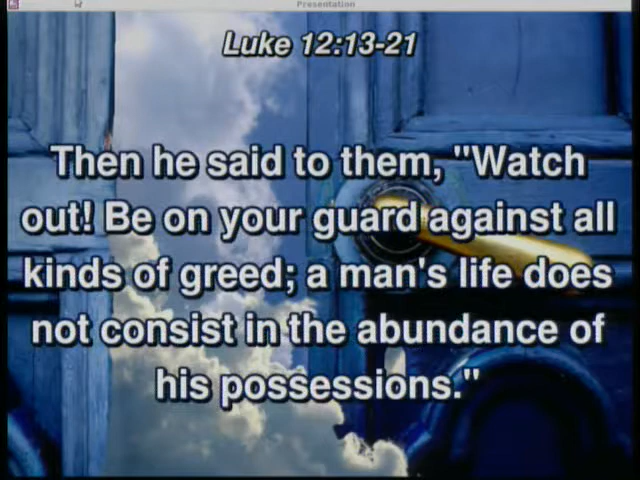 Presentation
Luke 12:13-21
Then he said to them, "Watch
out! Be on your guard against all
kinds of greed; a man's life does
not consist in the abundance of
his possessions."